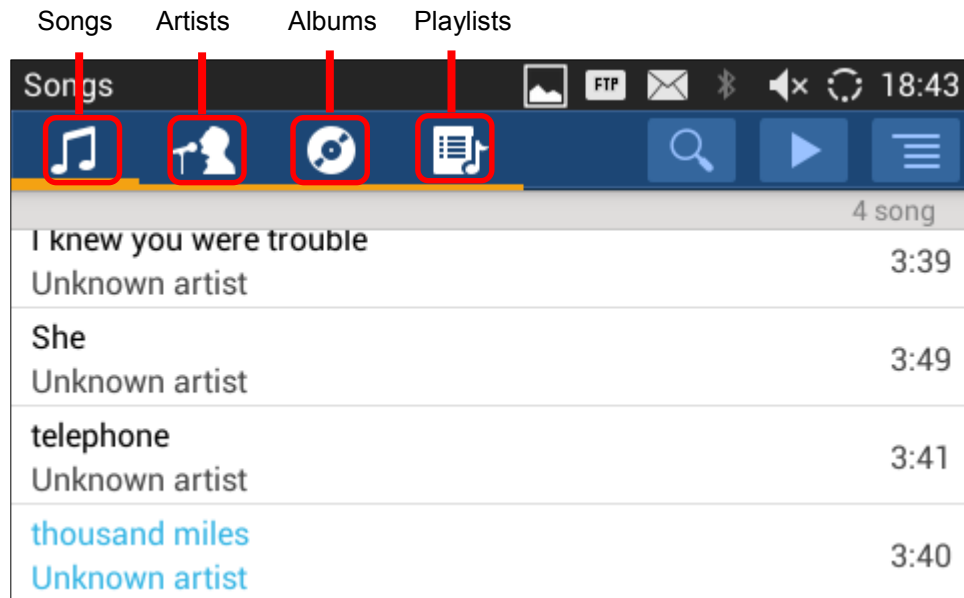 Songs Artists Albums Playlists
Songs FTP 18:43
4 song
I knew you were trouble
3:39
Unknown artist
She
3:49
Unknown artist
telephone
3:41
Unknown artist
thousand miles
3:40
Unknown artist